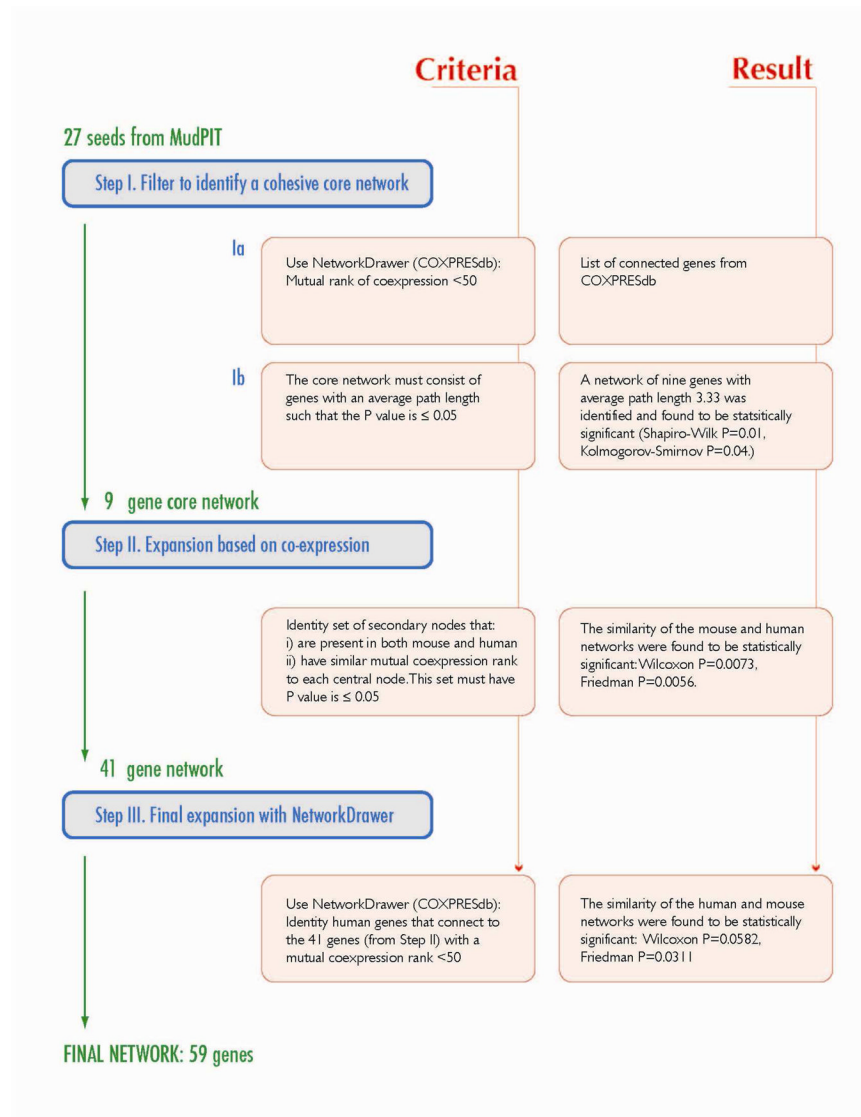 Criteria
Result
27 seeds from MudPIT
Step I. Filter to identify a cohesive core network
Ia
Use NetworkDrawer (COXPRESdb):
Mutual rank of coexpression <50
List of connected genes from
COXPRESdb
Ib
The core network must consist of
genes with an average path length
such that the P value is ≤ 0.05
A network of nine genes with
average path length 3.33 was
identified and found to be statsitically
significant (Shapiro-Wilk P=0.01,
Kolmogorov-Smirnov P=0.04.)
9 gene core network
Step II. Expansion based on co-expression
Identity set of secondary nodes that:
i) are present in both mouse and human
ii) have similar mutual coexpression rank
to each central node. This set must have
P value is ≤ 0.05
The similarity of the mouse and human
networks were found to be statistically
significant: Wilcoxon P=0.0073,
Friedman P=0.0056.
41 gene network
Step III. Final expansion with NetworkDrawer
Use NetworkDrawer (COXPRESdb):
Identity human genes that connect to
the 41 genes (from Step II) with a
mutual coexpression rank <50
The similarity of the human and mouse
networks were found to be statistically
significant: Wilcoxon P=0.0582,
Friedman P=0.0311
FINAL NETWORK: 59 genes